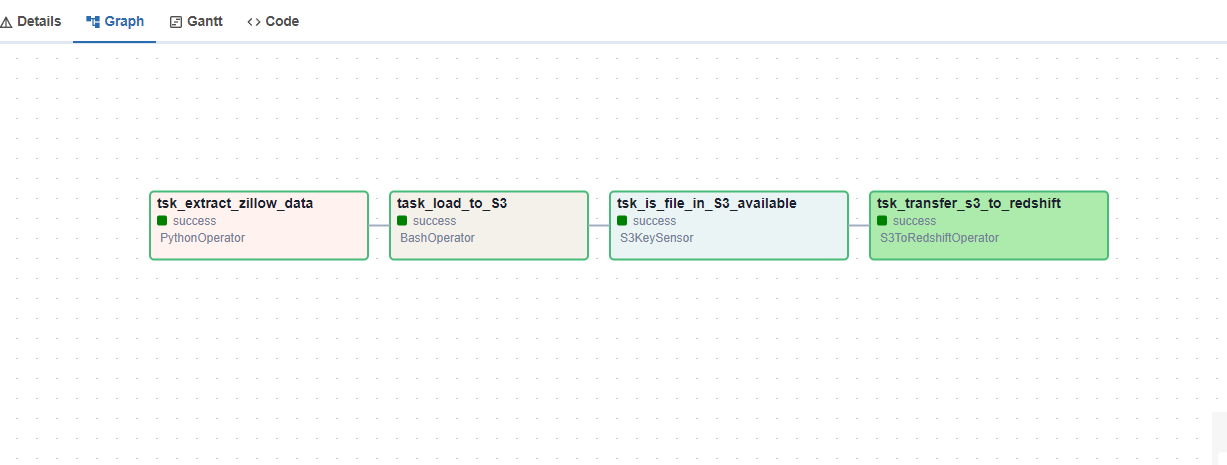 Details
Graph
Gantt
Code
tsk_extract_zillow_data
success
PythonOperator
task_load_to_S3
success
BashOperator
tsk_is_file_in_S3_available
success
S3KeySensor
tsk_transfer_s3_to_redshift
success
S3ToRedshiftOperator